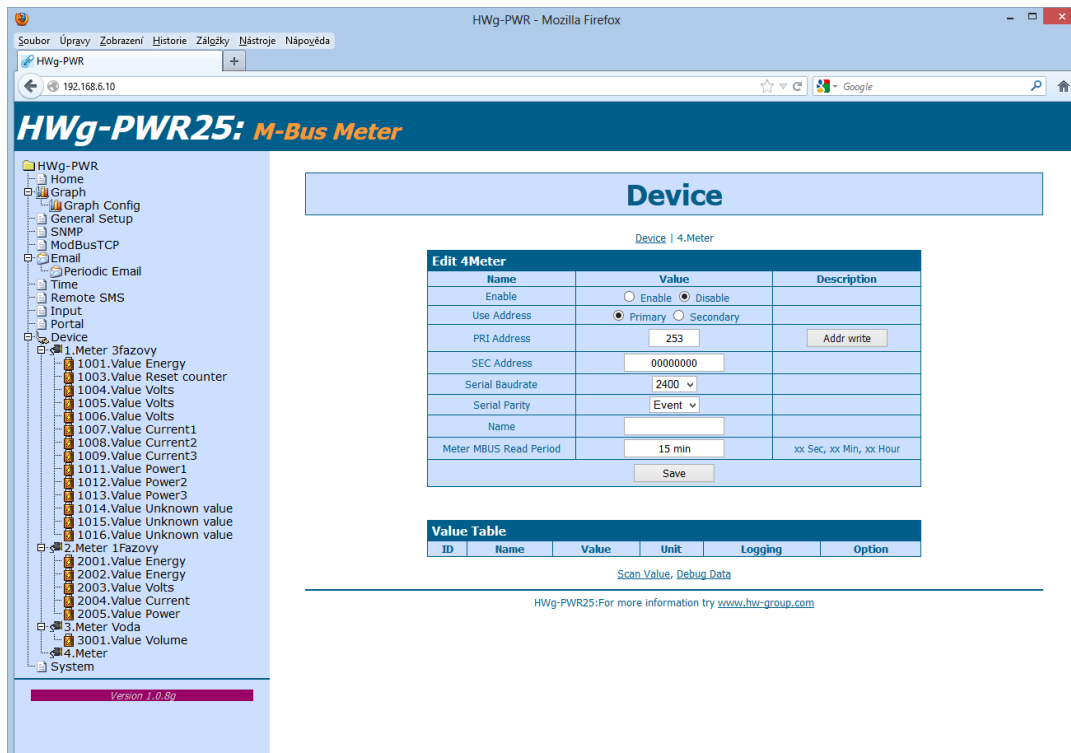 HWg-PWR - Mozilla Firefox
Soubor Úpravy Zobrazení Historie Záložky Nástroje Nápověda
HWg-PWR +
192.168.6.10
Google
HWg-PWR25: M-Bus Meter
HWg-PWR
Home
Graph
Graph Config
General Setup
SNMP
ModBusTCP
Email
Periodic Email
Time
Remote SMS
Input
Portal
Device
1.Meter 3fazovy
1001.Value Energy
1003.Value Reset counter
1004.Value Volts
1005.Value Volts
1006.Value Volts
1007.Value Current1
1008.Value Current2
1009.Value Current3
1011.Value Power1
1012.Value Power2
1013.Value Power3
1014.Value Unknown value
1015.Value Unknown value
1016.Value Unknown value
2.Meter 1Fazovy
2001.Value Energy
2002.Value Energy
2003.Value Volts
2004.Value Current
2005.Value Power
3.Meter Voda
3001.Value Volume
4.Meter
System
Version 1.0.8g
Device
Device | 4.Meter
Edit 4Meter
Name Value Description
Enable Enable Disable
Use Address Primary Secondary
PRI Address 253 Addr write
SEC Address 00000000
Serial Baudrate 2400
Serial Parity Event
Name
Meter MBUS Read Period 15 min xx Sec, xx Min, xx Hour
Save
Value Table
ID Name Value Unit Logging Option
Scan Value, Debug Data
HWg-PWR25:For more information try www.hw-group.com